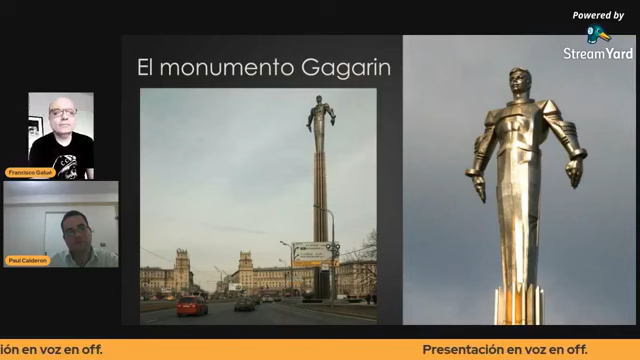 Powered by
StreamYard
El monumento Gagarin
Francisco Galué
Paul Calderon
ión en voz en off.
Presentación en voz en off.